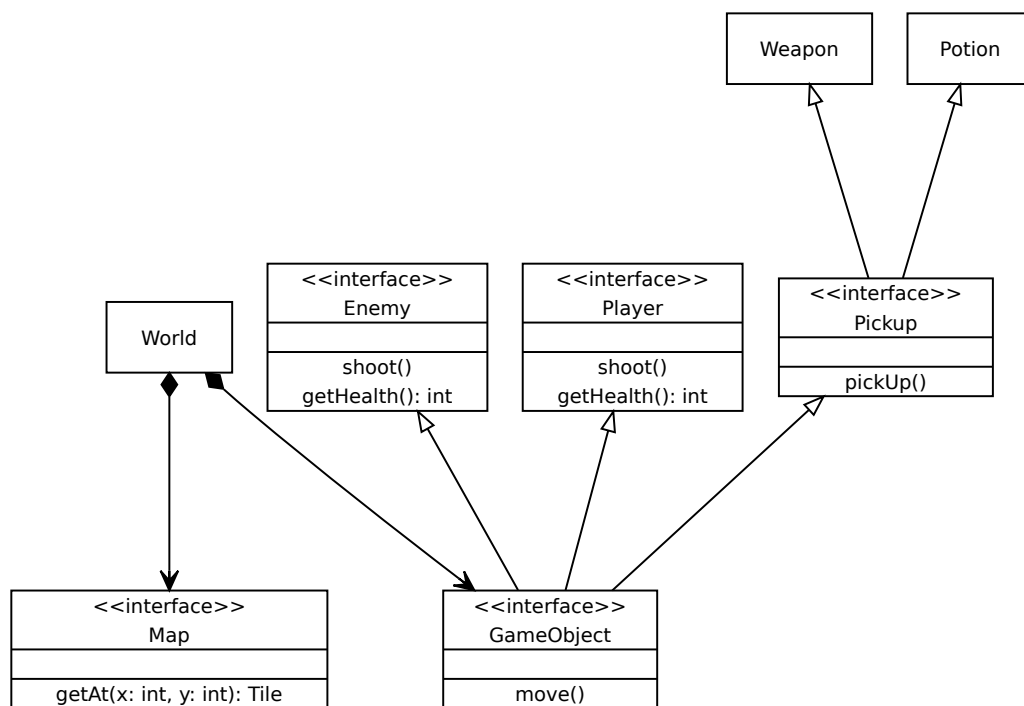 Weapon
Potion
<<interface>>
Enemy
shoot()
getHealth(): int
<<interface>>
Player
shoot()
getHealth(): int
<<interface>>
Pickup
pickUp()
World
<<interface>>
Map
getAt(x: int, y: int): Tile
<<interface>>
GameObject
move()